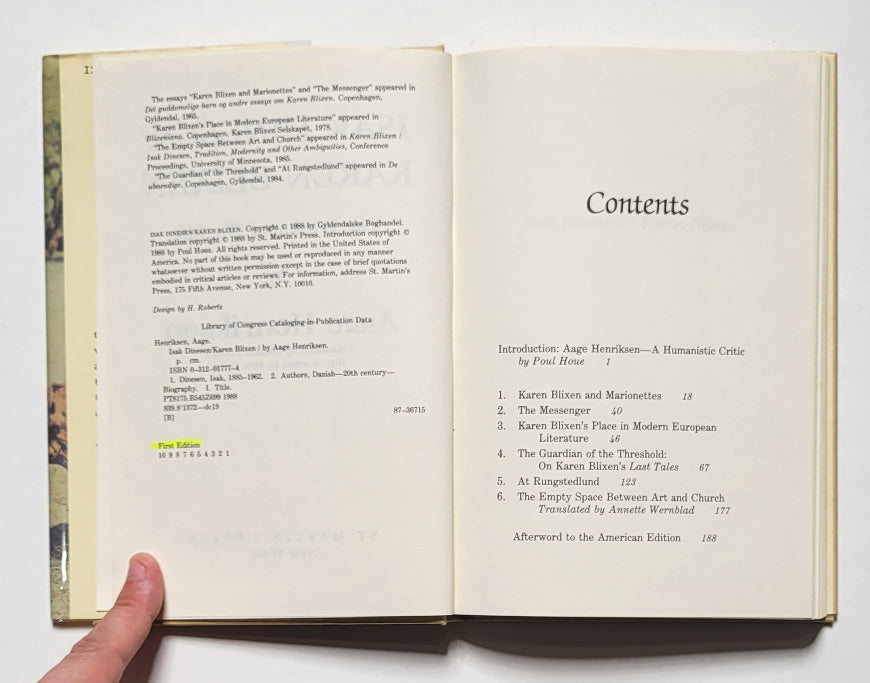 The essays "Karen Blixen and Marionettes" and "The Messenger" appeared in
Det guddomelige barn og andre essays om Karen Blixen. Copenhagen,
Gyldendal, 1965.
"Karen Blixen's Place in Modern European Literature" appeared in
Blixeniana. Copenhagen, Karen Blixen Selskapet, 1978.
"The Empty Space Between Art and Church" appeared in Karen Blixen /
Isak Dinesen, Tradition, Modernity and Other Ambiguities, Conference
Proceedings, University of Minnesota, 1985.
"The Guardian of the Threshold" and "At Rungstedlund" appeared in De
ubaendige. Copenhagen, Gyldendal, 1984.
ISAK DINESEN/KAREN BLIXEN. Copyright © 1988 by Gyldendalske Boghandel.
Translation copyright © 1988 by St. Martin's Press. Introduction copyright ©
1988 by Poul Houe. All rights reserved. Printed in the United States of
America. No part of this book may be used or reproduced in any manner
whatsoever without written permission except in the case of brief quotations
embodied in critical articles or reviews. For information, address St. Martin's
Press, 175 Fifth Avenue, New York, N.Y. 10010.
Design by H. Roberts
Library of Congress Cataloging-in-Publication Data
Henriksen, Aage.
Isak Dinesen/Karen Blixen / by Aage Henriksen.
p. cm.
ISBN 0-312-01777-4
1. Dinesen, Isak, 1885-1962. 2. Authors, Danish—20th century—
Biography. I. Title.
PT8175.B545Z699 1988
839.8'1372—dc19
[B] 87-36715
First Edition
10 9 8 7 6 5 4 3 2 1
Contents
Introduction: Aage Henriksen—A Humanistic Critic
by Poul Houe 1
1. Karen Blixen and Marionettes 18
2. The Messenger 40
3. Karen Blixen's Place in Modern European
Literature 46
4. The Guardian of the Threshold:
On Karen Blixen's Last Tales 67
5. At Rungstedlund 123
6. The Empty Space Between Art and Church
Translated by Annette Wernblad 177
Afterword to the American Edition 188